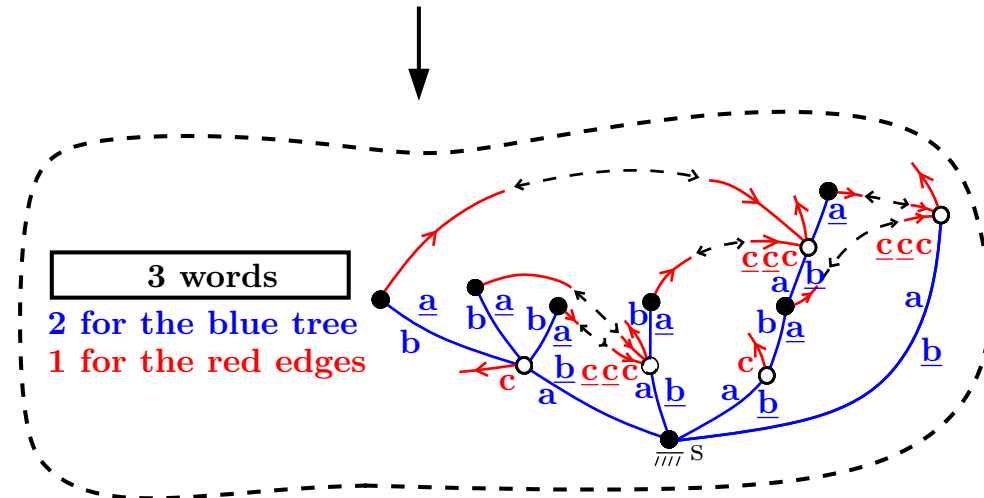 a̲
c̲c̲c
c̲c̲c
b̲
3 words
a
a
a̲
a̲
b
b
b a̲
b
2 for the blue tree
a̲
a̲
b
b̲
1 for the red edges
c
b̲
c̲c̲c
c
a
a b̲
a
b̲
s